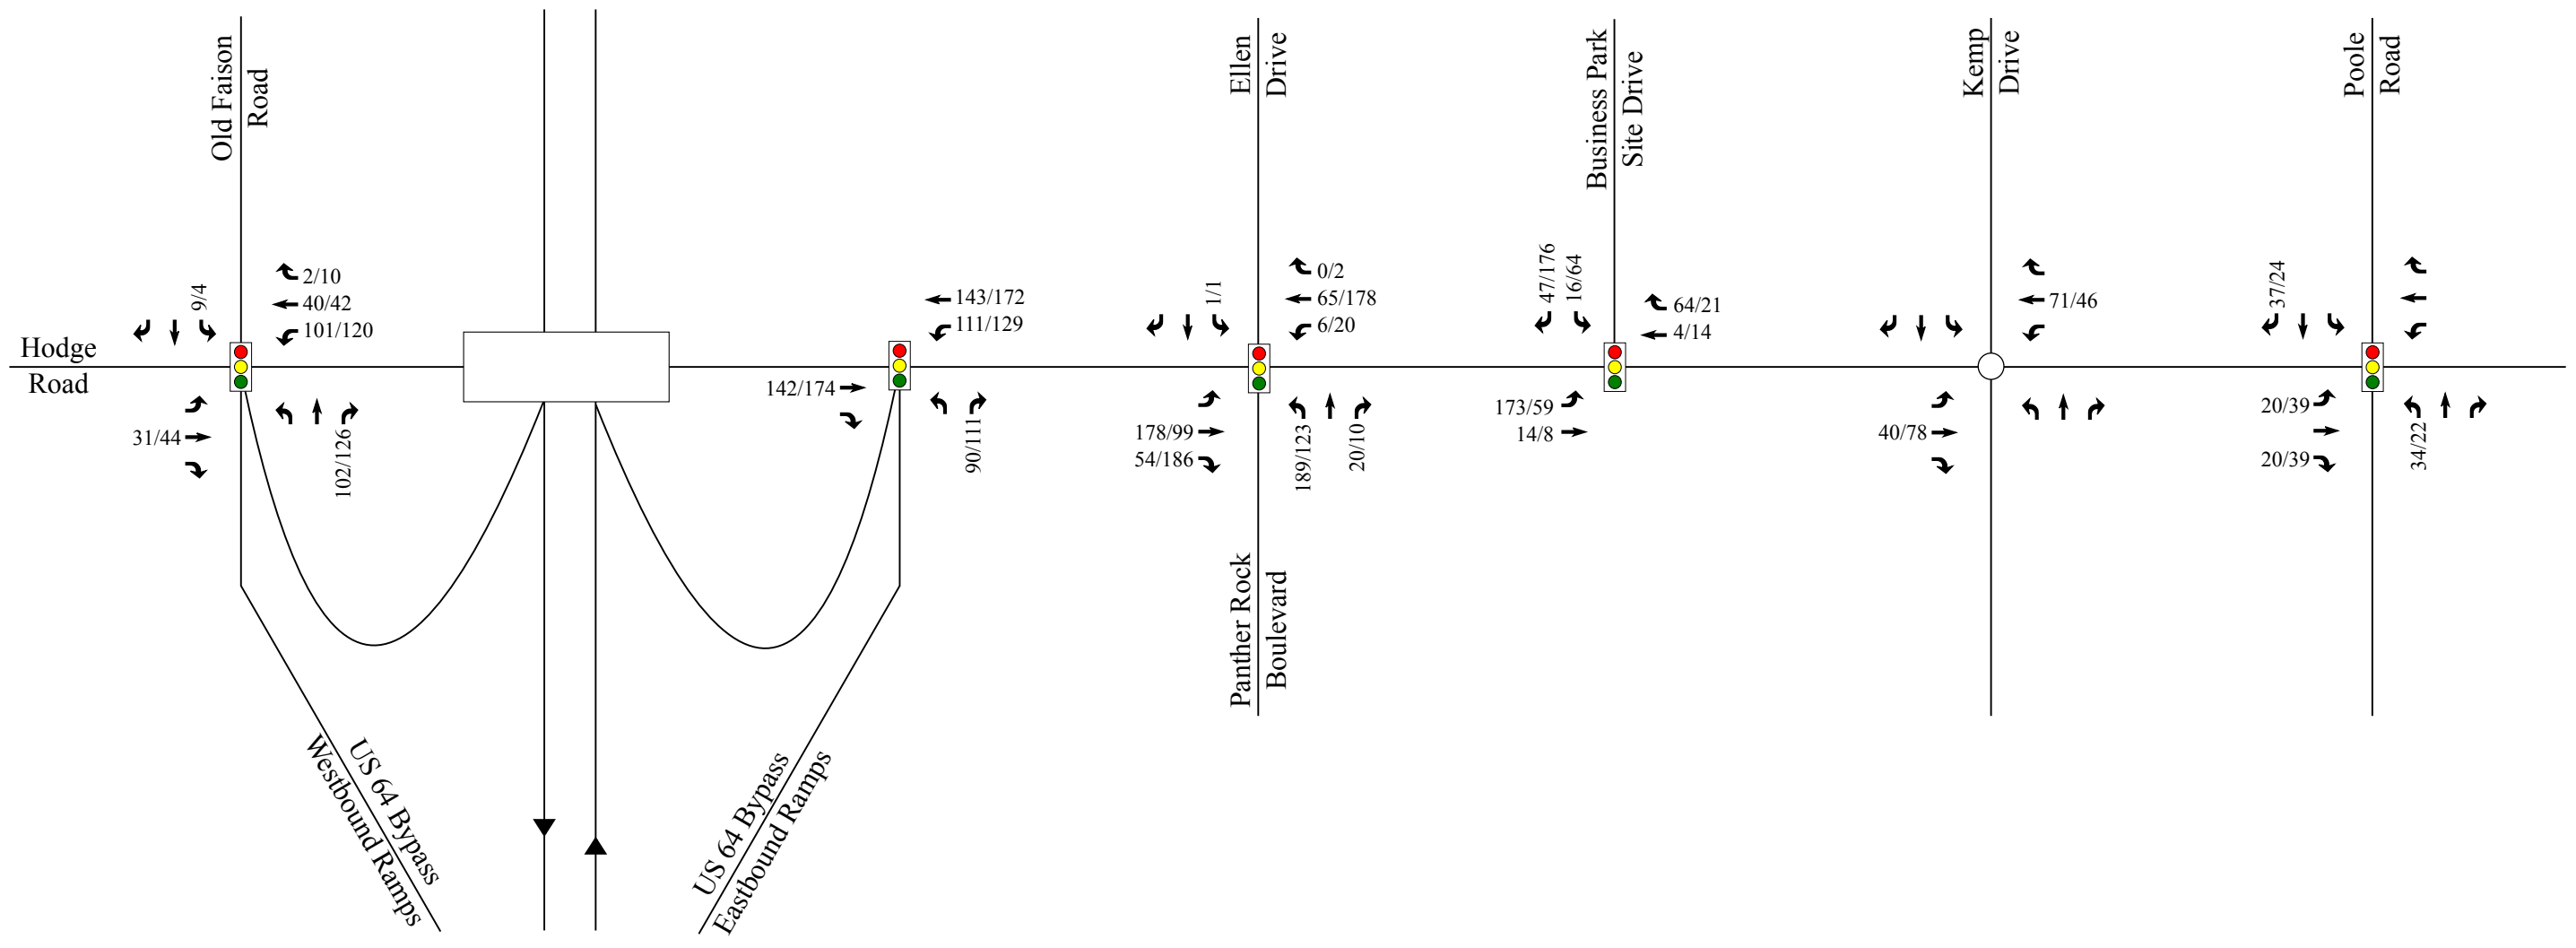 Old Faison
Road
Ellen
Drive
Business Park
Site Drive
Kemp
Drive
Poole
Road
Hodge
Road
9/4
2/10
40/42
101/120
31/44
102/126
143/172
111/129
142/174
90/111
1/1
0/2
65/178
6/20
178/99
54/186
189/123
20/10
47/176
16/64
64/21
4/14
173/59
14/8
71/46
40/78
37/24
20/39
20/39
34/22
Panther Rock
Boulevard
US 64 Bypass
Westbound Ramps
US 64 Bypass
Eastbound Ramps